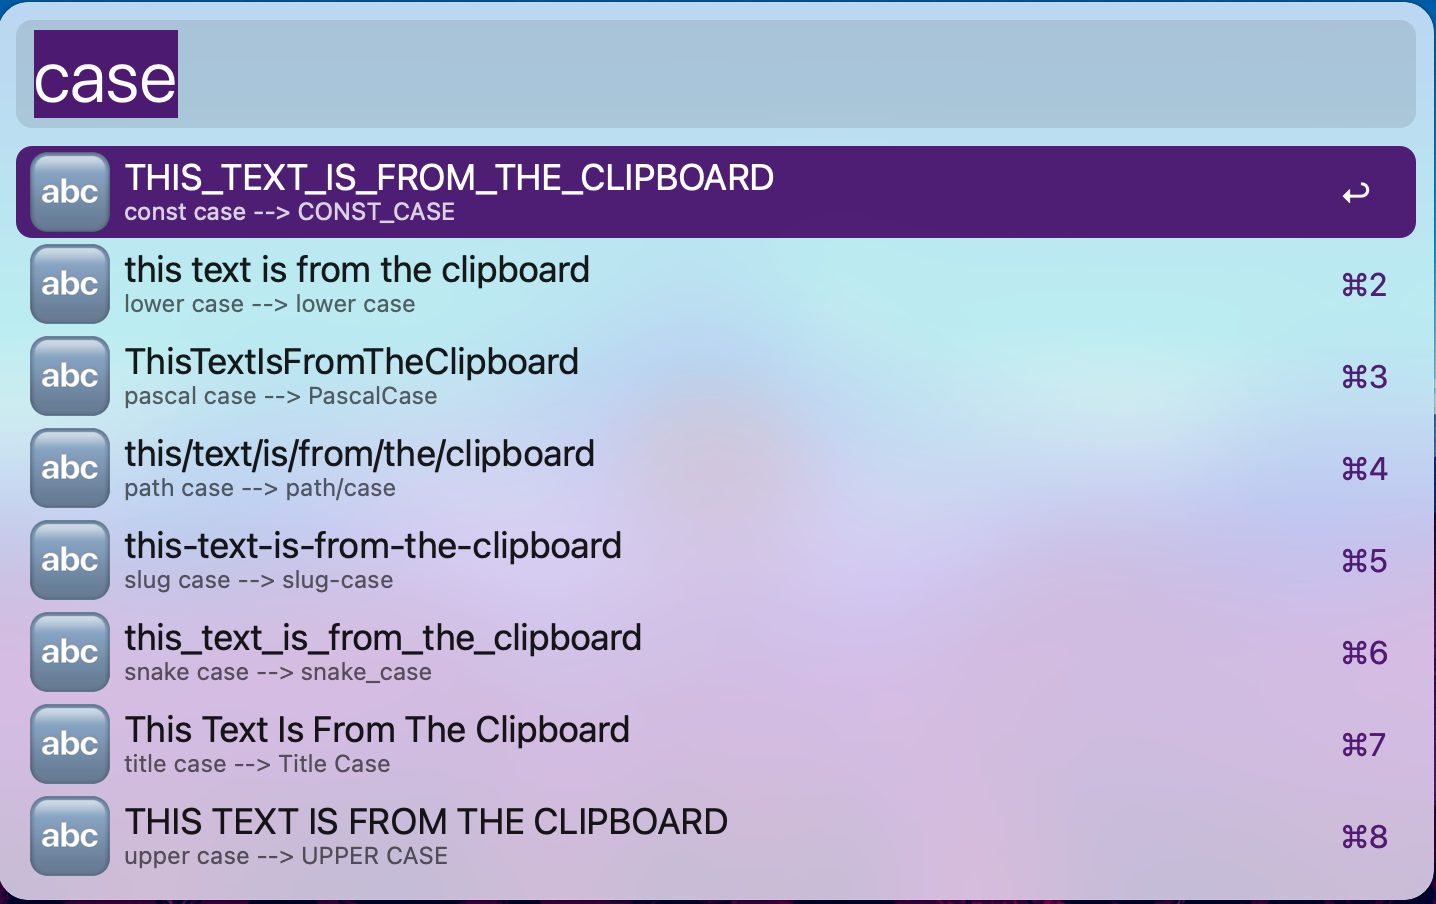 case
abc
THIS_TEXT_IS_FROM_THE_CLIPBOARD
const case --> CONST_CASE
↩
abc
this text is from the clipboard
lower case --> lower case
⌘2
abc
ThisTextIsFromTheClipboard
pascal case --> PascalCase
⌘3
abc
this/text/is/from/the/clipboard
path case --> path/case
⌘4
abc
this-text-is-from-the-clipboard
slug case --> slug-case
⌘5
abc
this_text_is_from_the_clipboard
snake case --> snake_case
⌘6
abc
This Text Is From The Clipboard
title case --> Title Case
⌘7
abc
THIS TEXT IS FROM THE CLIPBOARD
upper case --> UPPER CASE
⌘8